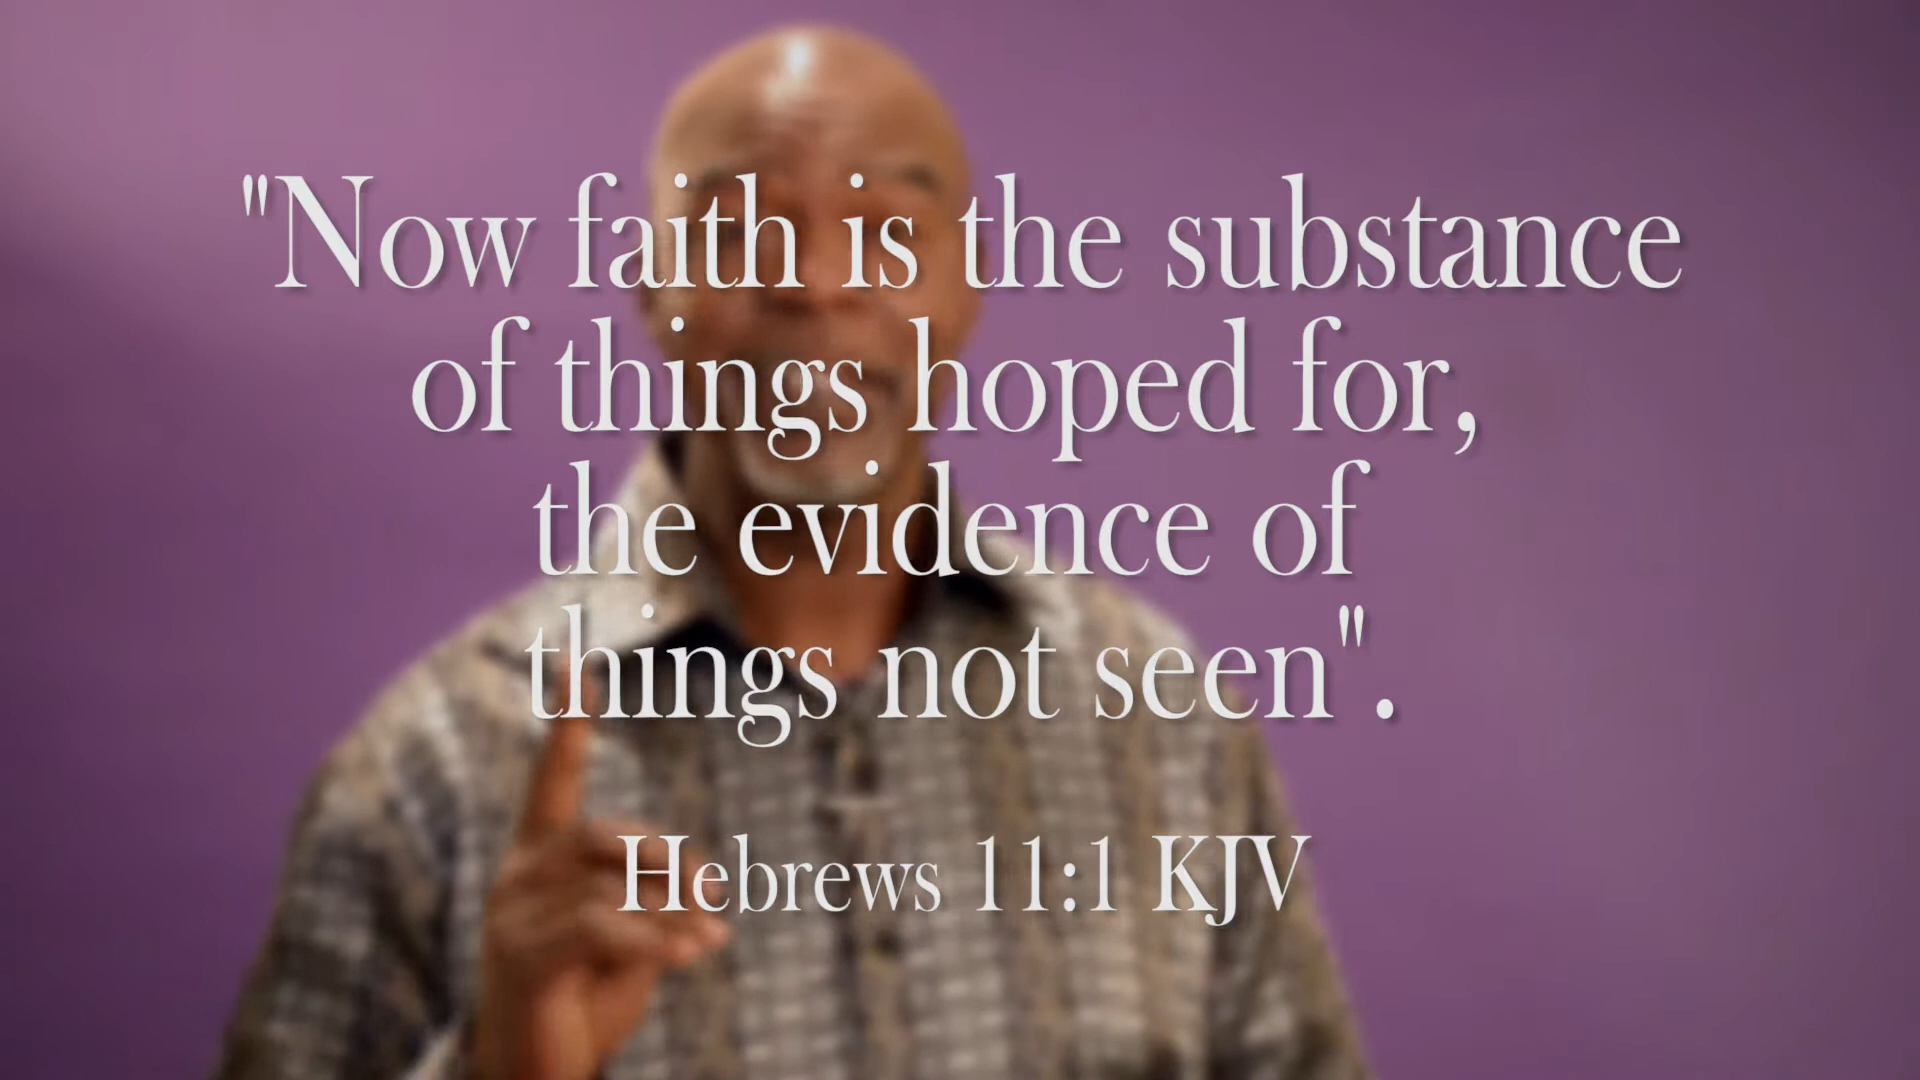 "Now faith is the substance
of things hoped for,
the evidence of
things not seen".
Hebrews 11:1 KJV